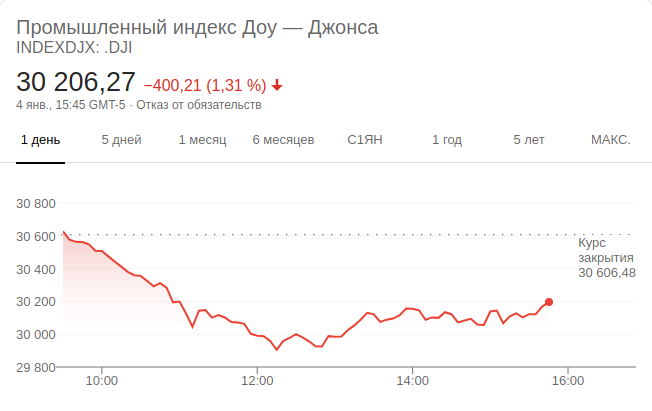 Промышленный индекс Доу — Джонса
INDEXDJX: .DJI
30 206,27 −400,21 (1,31 %)
4 янв., 15:45 GMT-5 · Отказ от обязательств
1 день 5 дней 1 месяц 6 месяцев С1ЯН 1 год 5 лет МАКС.
30 800
30 600
Курс
закрытия
30 606,48
30 400
30 200
30 000
29 800
10:00 12:00 14:00 16:00